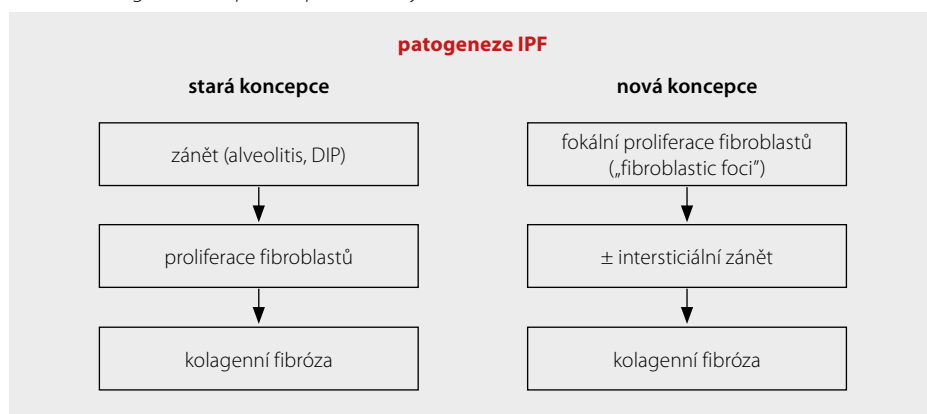 patogeneze IPF
stará koncepce
zánět (alveolitis, DIP)
proliferace fibroblastů
kolagenní fibróza
nová koncepce
fokální proliferace fibroblastů
(„fibroblastic foci”)
± intersticiální zánět
kolagenní fibróza